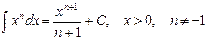 ∫xⁿdx = xⁿ⁺¹/(n+1) + C, x>0, n≠−1